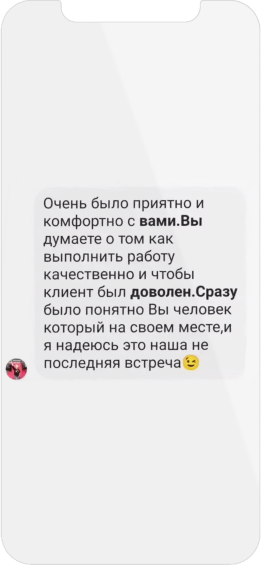 Очень было приятно и
комфортно с вами.Вы
думаете о том как
выполнить работу
качественно и чтобы
клиент был доволен.Сразу
было понятно Вы человек
который на своем месте,и
я надеюсь это наша не
последняя встреча😉